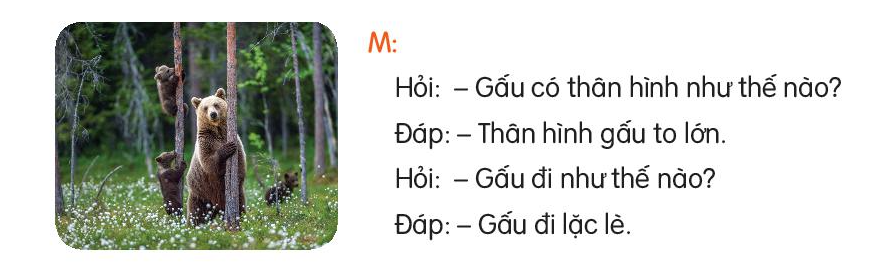 M:
Hỏi: – Gấu có thân hình như thế nào?
Đáp: – Thân hình gấu to lớn.
Hỏi: – Gấu đi như thế nào?
Đáp: – Gấu đi lặc lè.